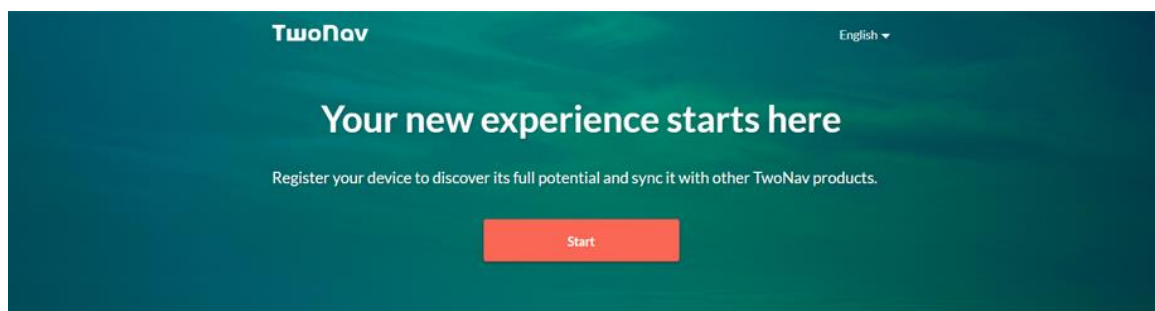 TwoNav
English
Your new experience starts here
Register your device to discover its full potential and sync it with other TwoNav products.
Start